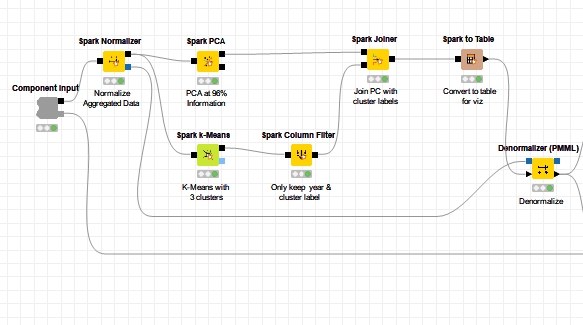 Spark Normalizer
Spark PCA
Spark Joiner
Spark to Table
Component Input
Normalize
Aggregated Data
PCA at 96%
Information
Join PC with
cluster labels
Convert to table
for viz
Spark k-Means
Spark Column Filter
Denormalizer (PMML)
K-Means with
3 clusters
Only keep year &
cluster label
Denormalize